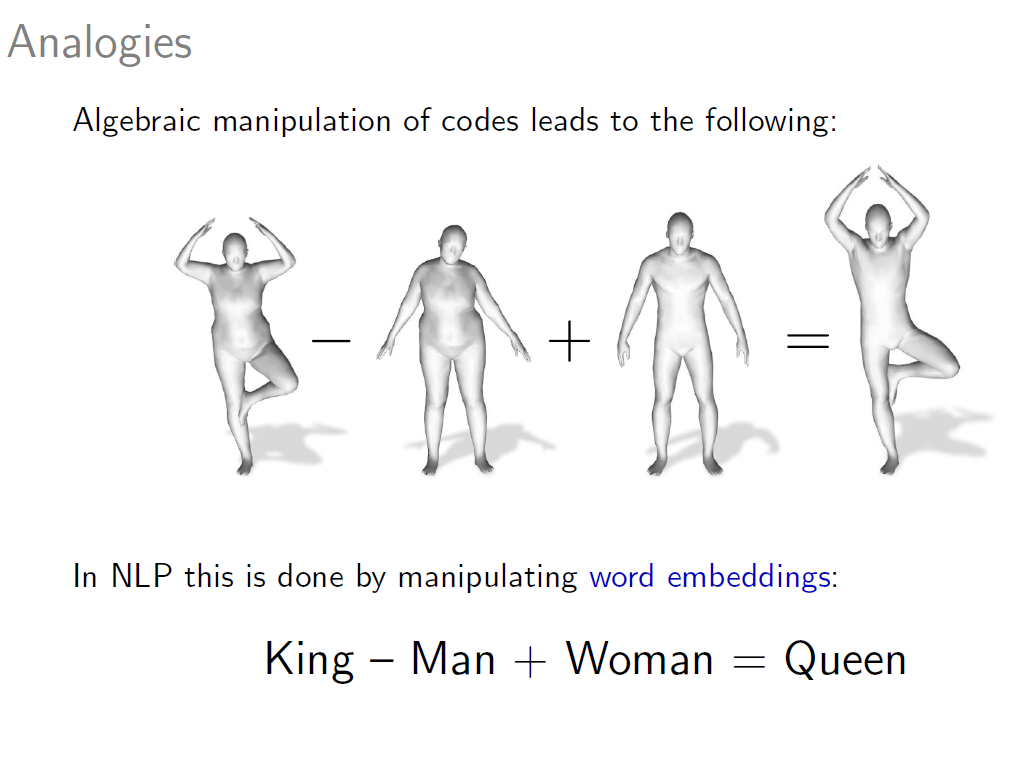 Analogies
Algebraic manipulation of codes leads to the following:
− + =
In NLP this is done by manipulating word embeddings:
King – Man + Woman = Queen